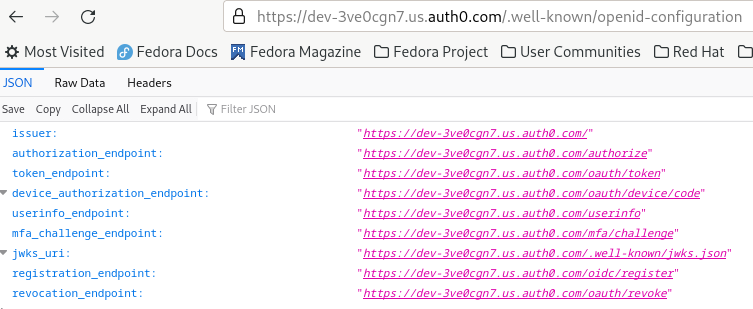 https://dev-3ve0cgn7.us.auth0.com/.well-known/openid-configuration
Most Visited Fedora Docs Fedora Magazine Fedora Project User Communities Red Hat
JSON Raw Data Headers
Save Copy Collapse All Expand All Filter JSON
issuer: "https://dev-3ve0cgn7.us.auth0.com/"
authorization_endpoint: "https://dev-3ve0cgn7.us.auth0.com/authorize"
token_endpoint: "https://dev-3ve0cgn7.us.auth0.com/oauth/token"
device_authorization_endpoint: "https://dev-3ve0cgn7.us.auth0.com/oauth/device/code"
userinfo_endpoint: "https://dev-3ve0cgn7.us.auth0.com/userinfo"
mfa_challenge_endpoint: "https://dev-3ve0cgn7.us.auth0.com/mfa/challenge"
jwks_uri: "https://dev-3ve0cgn7.us.auth0.com/.well-known/jwks.json"
registration_endpoint: "https://dev-3ve0cgn7.us.auth0.com/oidc/register"
revocation_endpoint: "https://dev-3ve0cgn7.us.auth0.com/oauth/revoke"